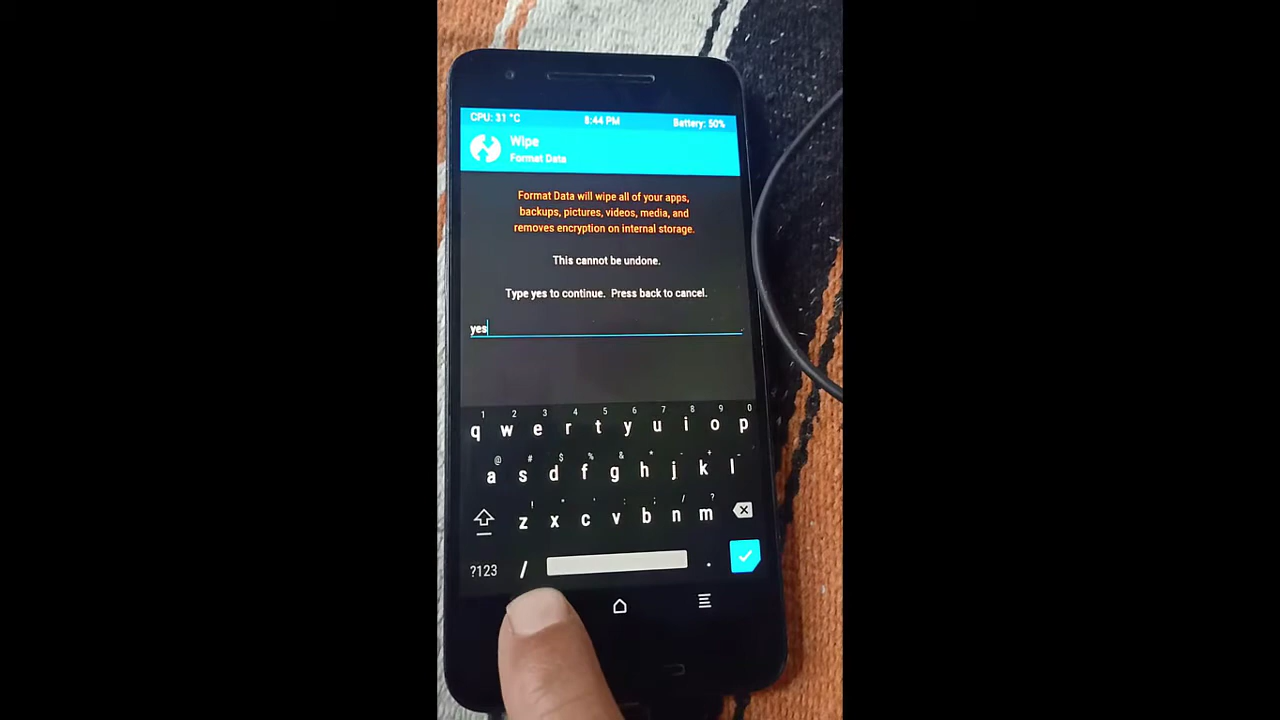 CPU: 31 °C 8:44 PM Battery: 50%
Wipe
Format Data
Format Data will wipe all of your apps,
backups, pictures, videos, media, and
removes encryption on internal storage.
This cannot be undone.
Type yes to continue. Press back to cancel.
yes
1 2 3 4 5 6 7 8 9 0
q w e r t y u i o p
@ # $ % & * - + -
a s d f g h j k l
! " ' : ; / ?
z x c v b n m
?123 / .